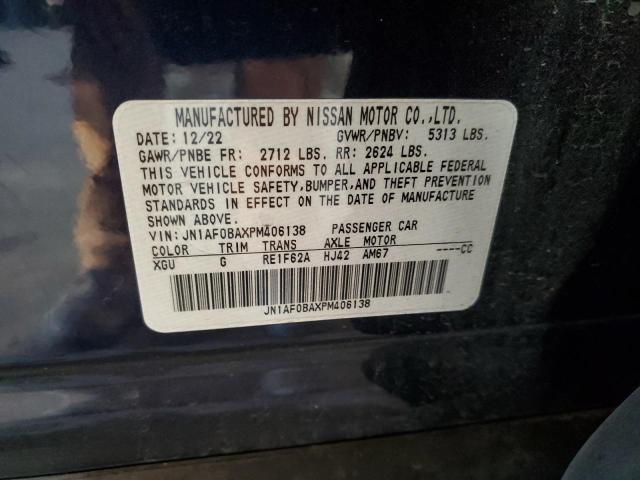 MANUFACTURED BY NISSAN MOTOR CO.,LTD.
DATE: 12/22 GVWR/PNBV: 5313 LBS.
GAWR/PNBE FR: 2712 LBS. RR: 2624 LBS.
THIS VEHICLE CONFORMS TO ALL APPLICABLE FEDERAL
MOTOR VEHICLE SAFETY,BUMPER,AND THEFT PREVENTION
STANDARDS IN EFFECT ON THE DATE OF MANUFACTURE
SHOWN ABOVE.
VIN: JN1AF0BAXPM406138 PASSENGER CAR
COLOR TRIM TRANS AXLE MOTOR
XGU G RE1F62A HJ42 AM67 ----CC
JN1AF0BAXPM406138